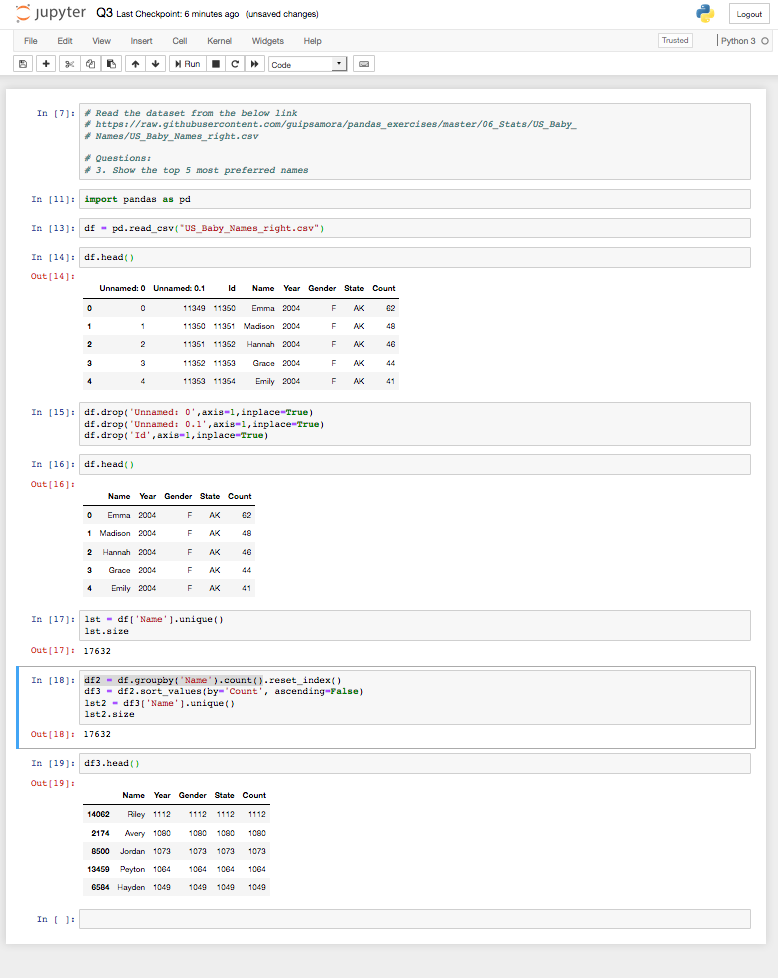 jupyter Q3 Last Checkpoint: 6 minutes ago (unsaved changes) Logout
File Edit View Insert Cell Kernel Widgets Help Trusted Python 3
Run Code
In [7]: # Read the dataset from the below link
# https://raw.githubusercontent.com/guipsamora/pandas_exercises/master/06_Stats/US_Baby_
# Names/US_Baby_Names_right.csv
# Questions:
# 3. Show the top 5 most preferred names
In [11]: import pandas as pd
In [13]: df = pd.read_csv("US_Baby_Names_right.csv")
In [14]: df.head()
Out[14]:
Unnamed: 0 Unnamed: 0.1 Id Name Year Gender State Count
0 0 11349 11350 Emma 2004 F AK 62
1 1 11350 11351 Madison 2004 F AK 48
2 2 11351 11352 Hannah 2004 F AK 46
3 3 11352 11353 Grace 2004 F AK 44
4 4 11353 11354 Emily 2004 F AK 41
In [15]: df.drop('Unnamed: 0',axis=1,inplace=True)
df.drop('Unnamed: 0.1',axis=1,inplace=True)
df.drop('Id',axis=1,inplace=True)
In [16]: df.head()
Out[16]:
Name Year Gender State Count
0 Emma 2004 F AK 62
1 Madison 2004 F AK 48
2 Hannah 2004 F AK 46
3 Grace 2004 F AK 44
4 Emily 2004 F AK 41
In [17]: lst = df['Name'].unique()
lst.size
Out[17]: 17632
In [18]: df2 = df.groupby('Name').count().reset_index()
df3 = df2.sort_values(by='Count', ascending=False)
lst2 = df3['Name'].unique()
lst2.size
Out[18]: 17632
In [19]: df3.head()
Out[19]:
Name Year Gender State Count
14062 Riley 1112 1112 1112 1112
2174 Avery 1080 1080 1080 1080
8500 Jordan 1073 1073 1073 1073
13459 Peyton 1064 1064 1064 1064
6584 Hayden 1049 1049 1049 1049
In [ ]: